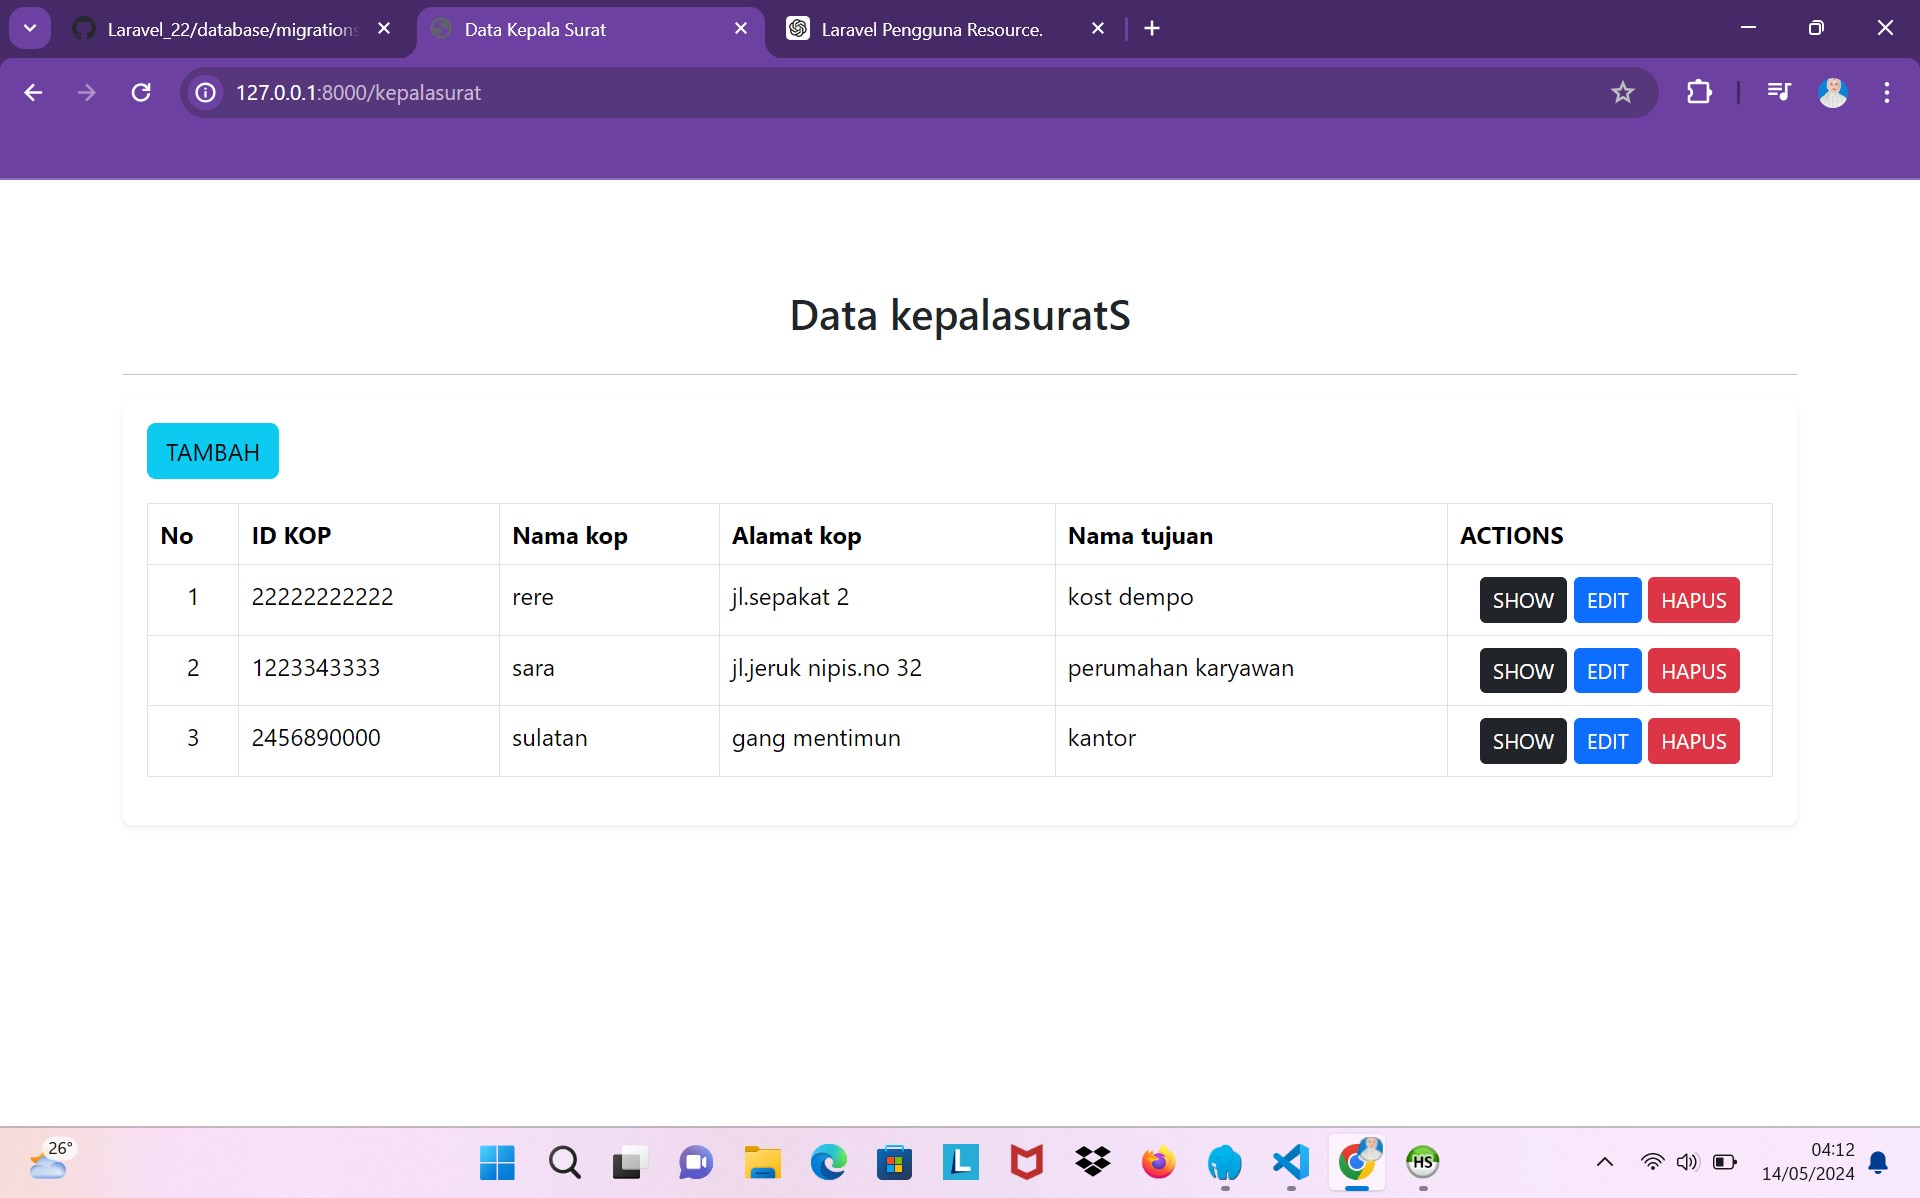 Laravel_22/database/migrations
Data Kepala Surat
Laravel Pengguna Resource.
127.0.0.1:8000/kepalasurat
Data kepalasuratS
TAMBAH
No ID KOP Nama kop Alamat kop Nama tujuan ACTIONS
1 22222222222 rere jl.sepakat 2 kost dempo SHOW EDIT HAPUS
2 1223343333 sara jl.jeruk nipis.no 32 perumahan karyawan SHOW EDIT HAPUS
3 2456890000 sulatan gang mentimun kantor SHOW EDIT HAPUS
26°
L
HS
04:12
14/05/2024